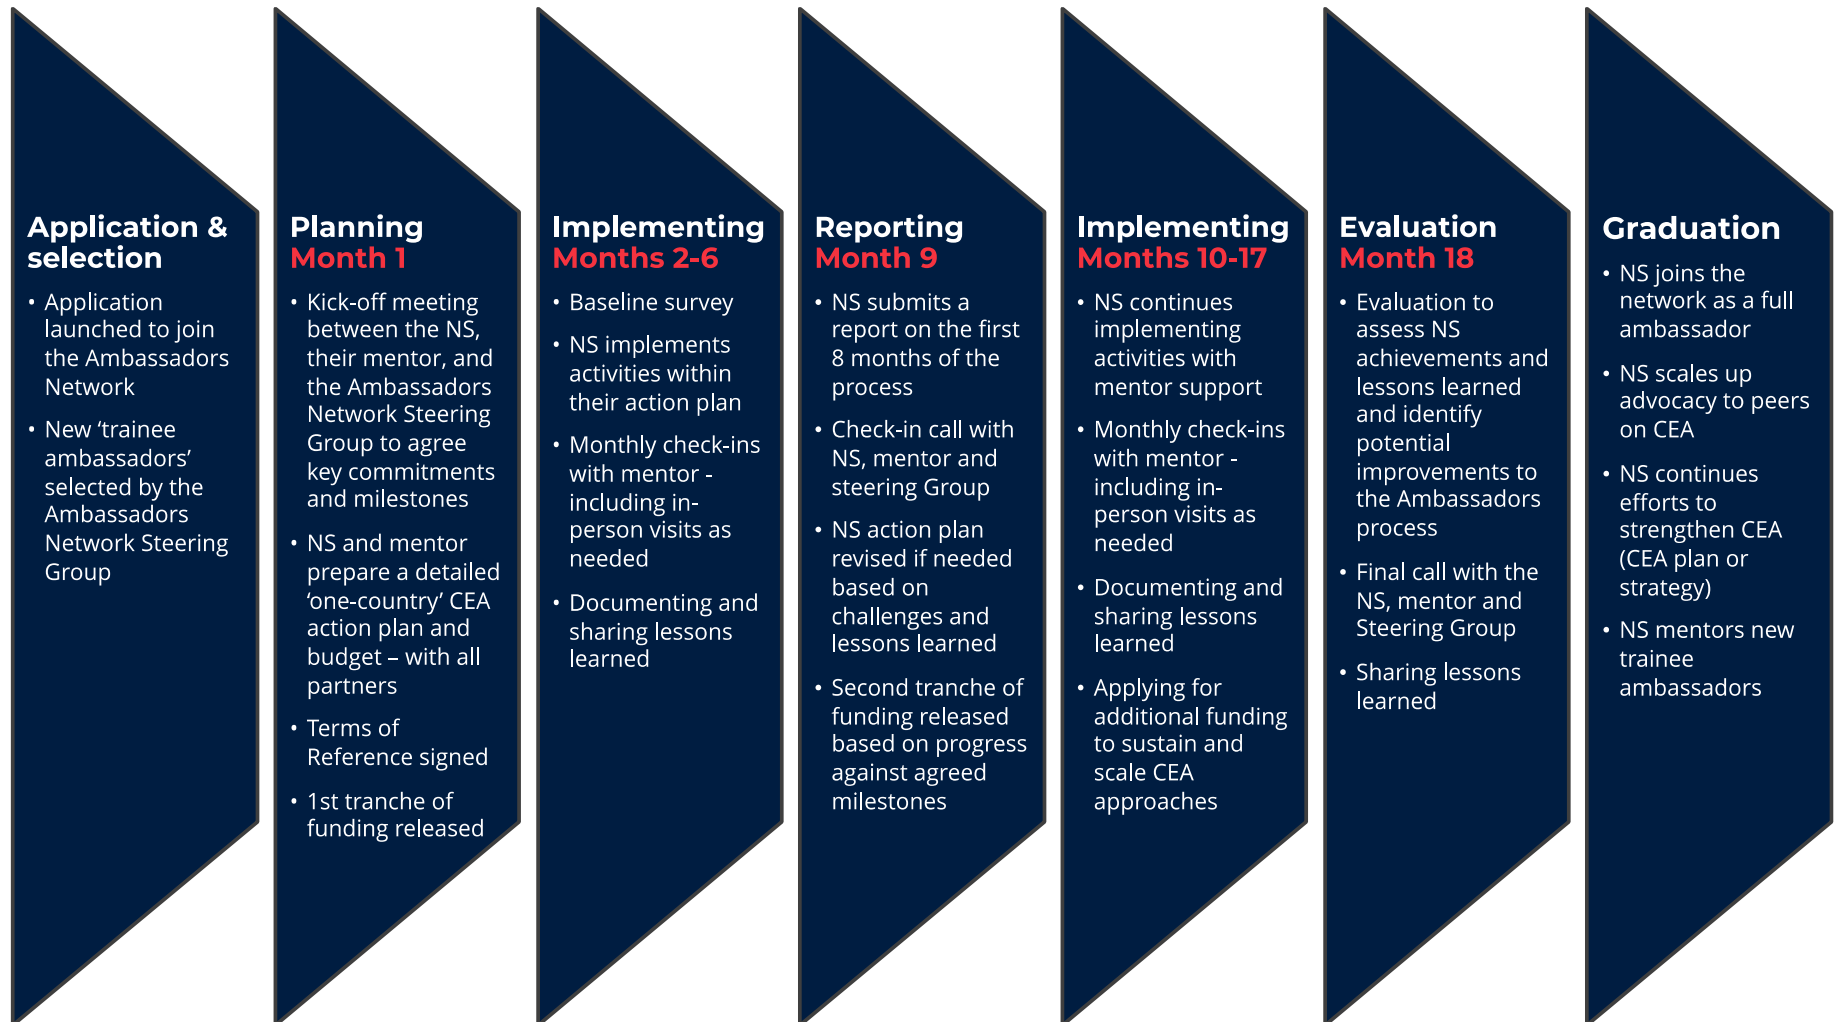 Application &
selection
• Application
launched to join
the Ambassadors
Network
• New ‘trainee
ambassadors’
selected by the
Ambassadors
Network Steering
Group
Planning
Month 1
• Kick-off meeting
between the NS,
their mentor, and
the Ambassadors
Network Steering
Group to agree
key commitments
and milestones
• NS and mentor
prepare a detailed
‘one-country’ CEA
action plan and
budget – with all
partners
• Terms of
Reference signed
• 1st tranche of
funding released
Implementing
Months 2-6
• Baseline survey
• NS implements
activities within
their action plan
• Monthly check-ins
with mentor -
including in-
person visits as
needed
• Documenting and
sharing lessons
learned
Reporting
Month 9
• NS submits a
report on the first
8 months of the
process
• Check-in call with
NS, mentor and
steering Group
• NS action plan
revised if needed
based on
challenges and
lessons learned
• Second tranche of
funding released
based on progress
against agreed
milestones
Implementing
Months 10-17
• NS continues
implementing
activities with
mentor support
• Monthly check-ins
with mentor -
including in-
person visits as
needed
• Documenting and
sharing lessons
learned
• Applying for
additional funding
to sustain and
scale CEA
approaches
Evaluation
Month 18
• Evaluation to
assess NS
achievements and
lessons learned
and identify
potential
improvements to
the Ambassadors
process
• Final call with the
NS, mentor and
Steering Group
• Sharing lessons
learned
Graduation
• NS joins the
network as a full
ambassador
• NS scales up
advocacy to peers
on CEA
• NS continues
efforts to
strengthen CEA
(CEA plan or
strategy)
• NS mentors new
trainee
ambassadors